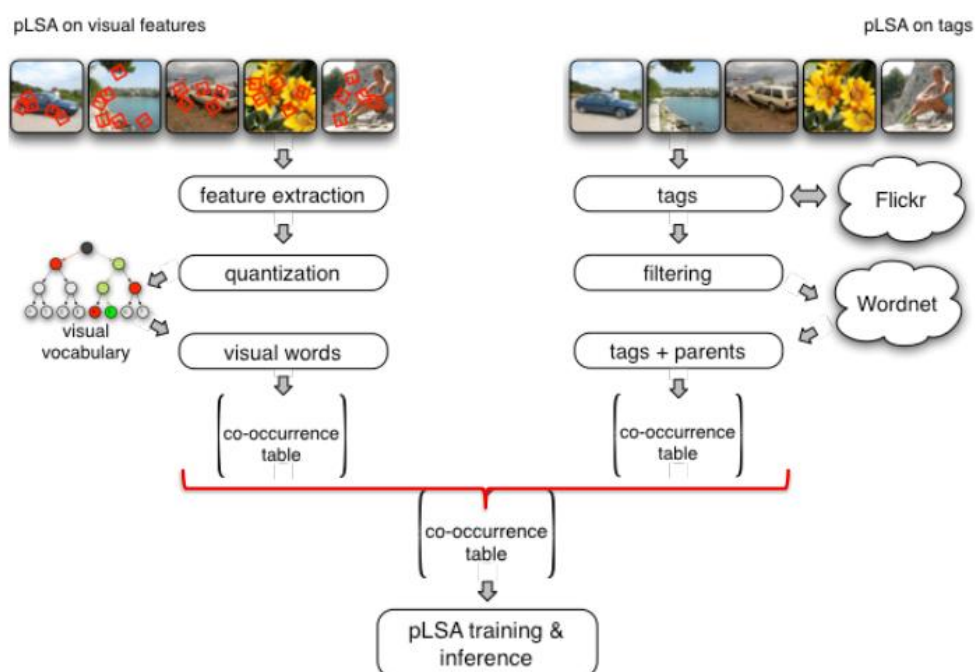 pLSA on visual features
pLSA on tags
feature extraction
tags
Flickr
quantization
filtering
Wordnet
visual
vocabulary
visual words
tags + parents
co-occurrence
table
co-occurrence
table
co-occurrence
table
pLSA training &
inference